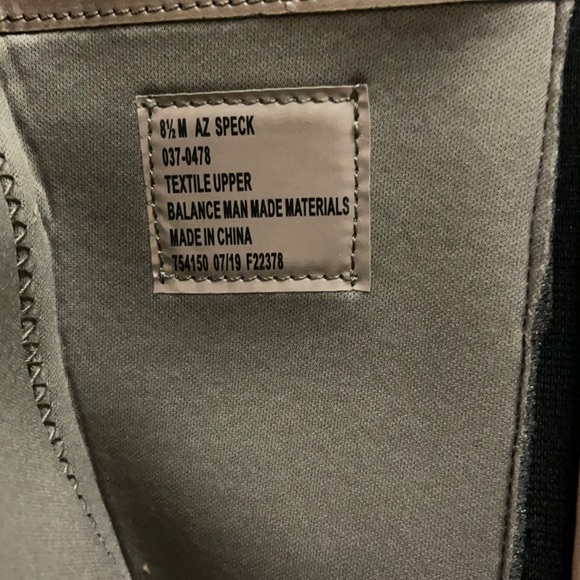 8½ M AZ SPECK
037-0478
TEXTILE UPPER
BALANCE MAN MADE MATERIALS
MADE IN CHINA
754150 07/19 F22378